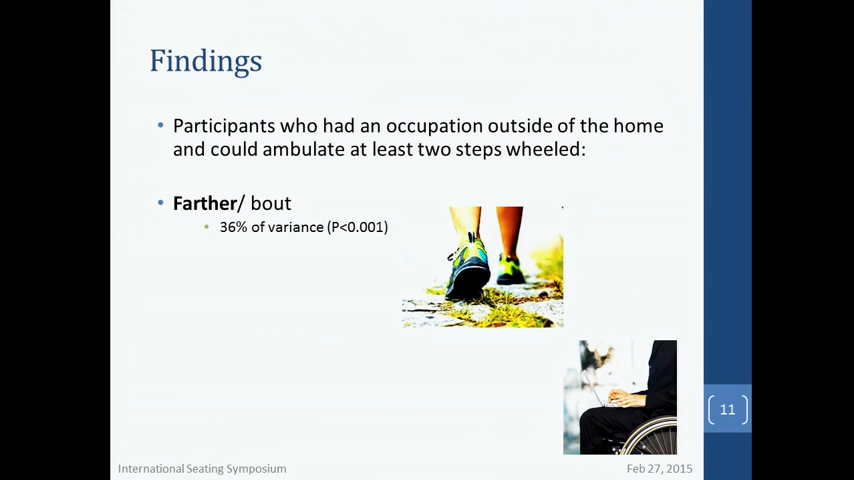 Findings
• Participants who had an occupation outside of the home
and could ambulate at least two steps wheeled:
• Farther/ bout
• 36% of variance (P<0.001)
11
International Seating Symposium
Feb 27, 2015